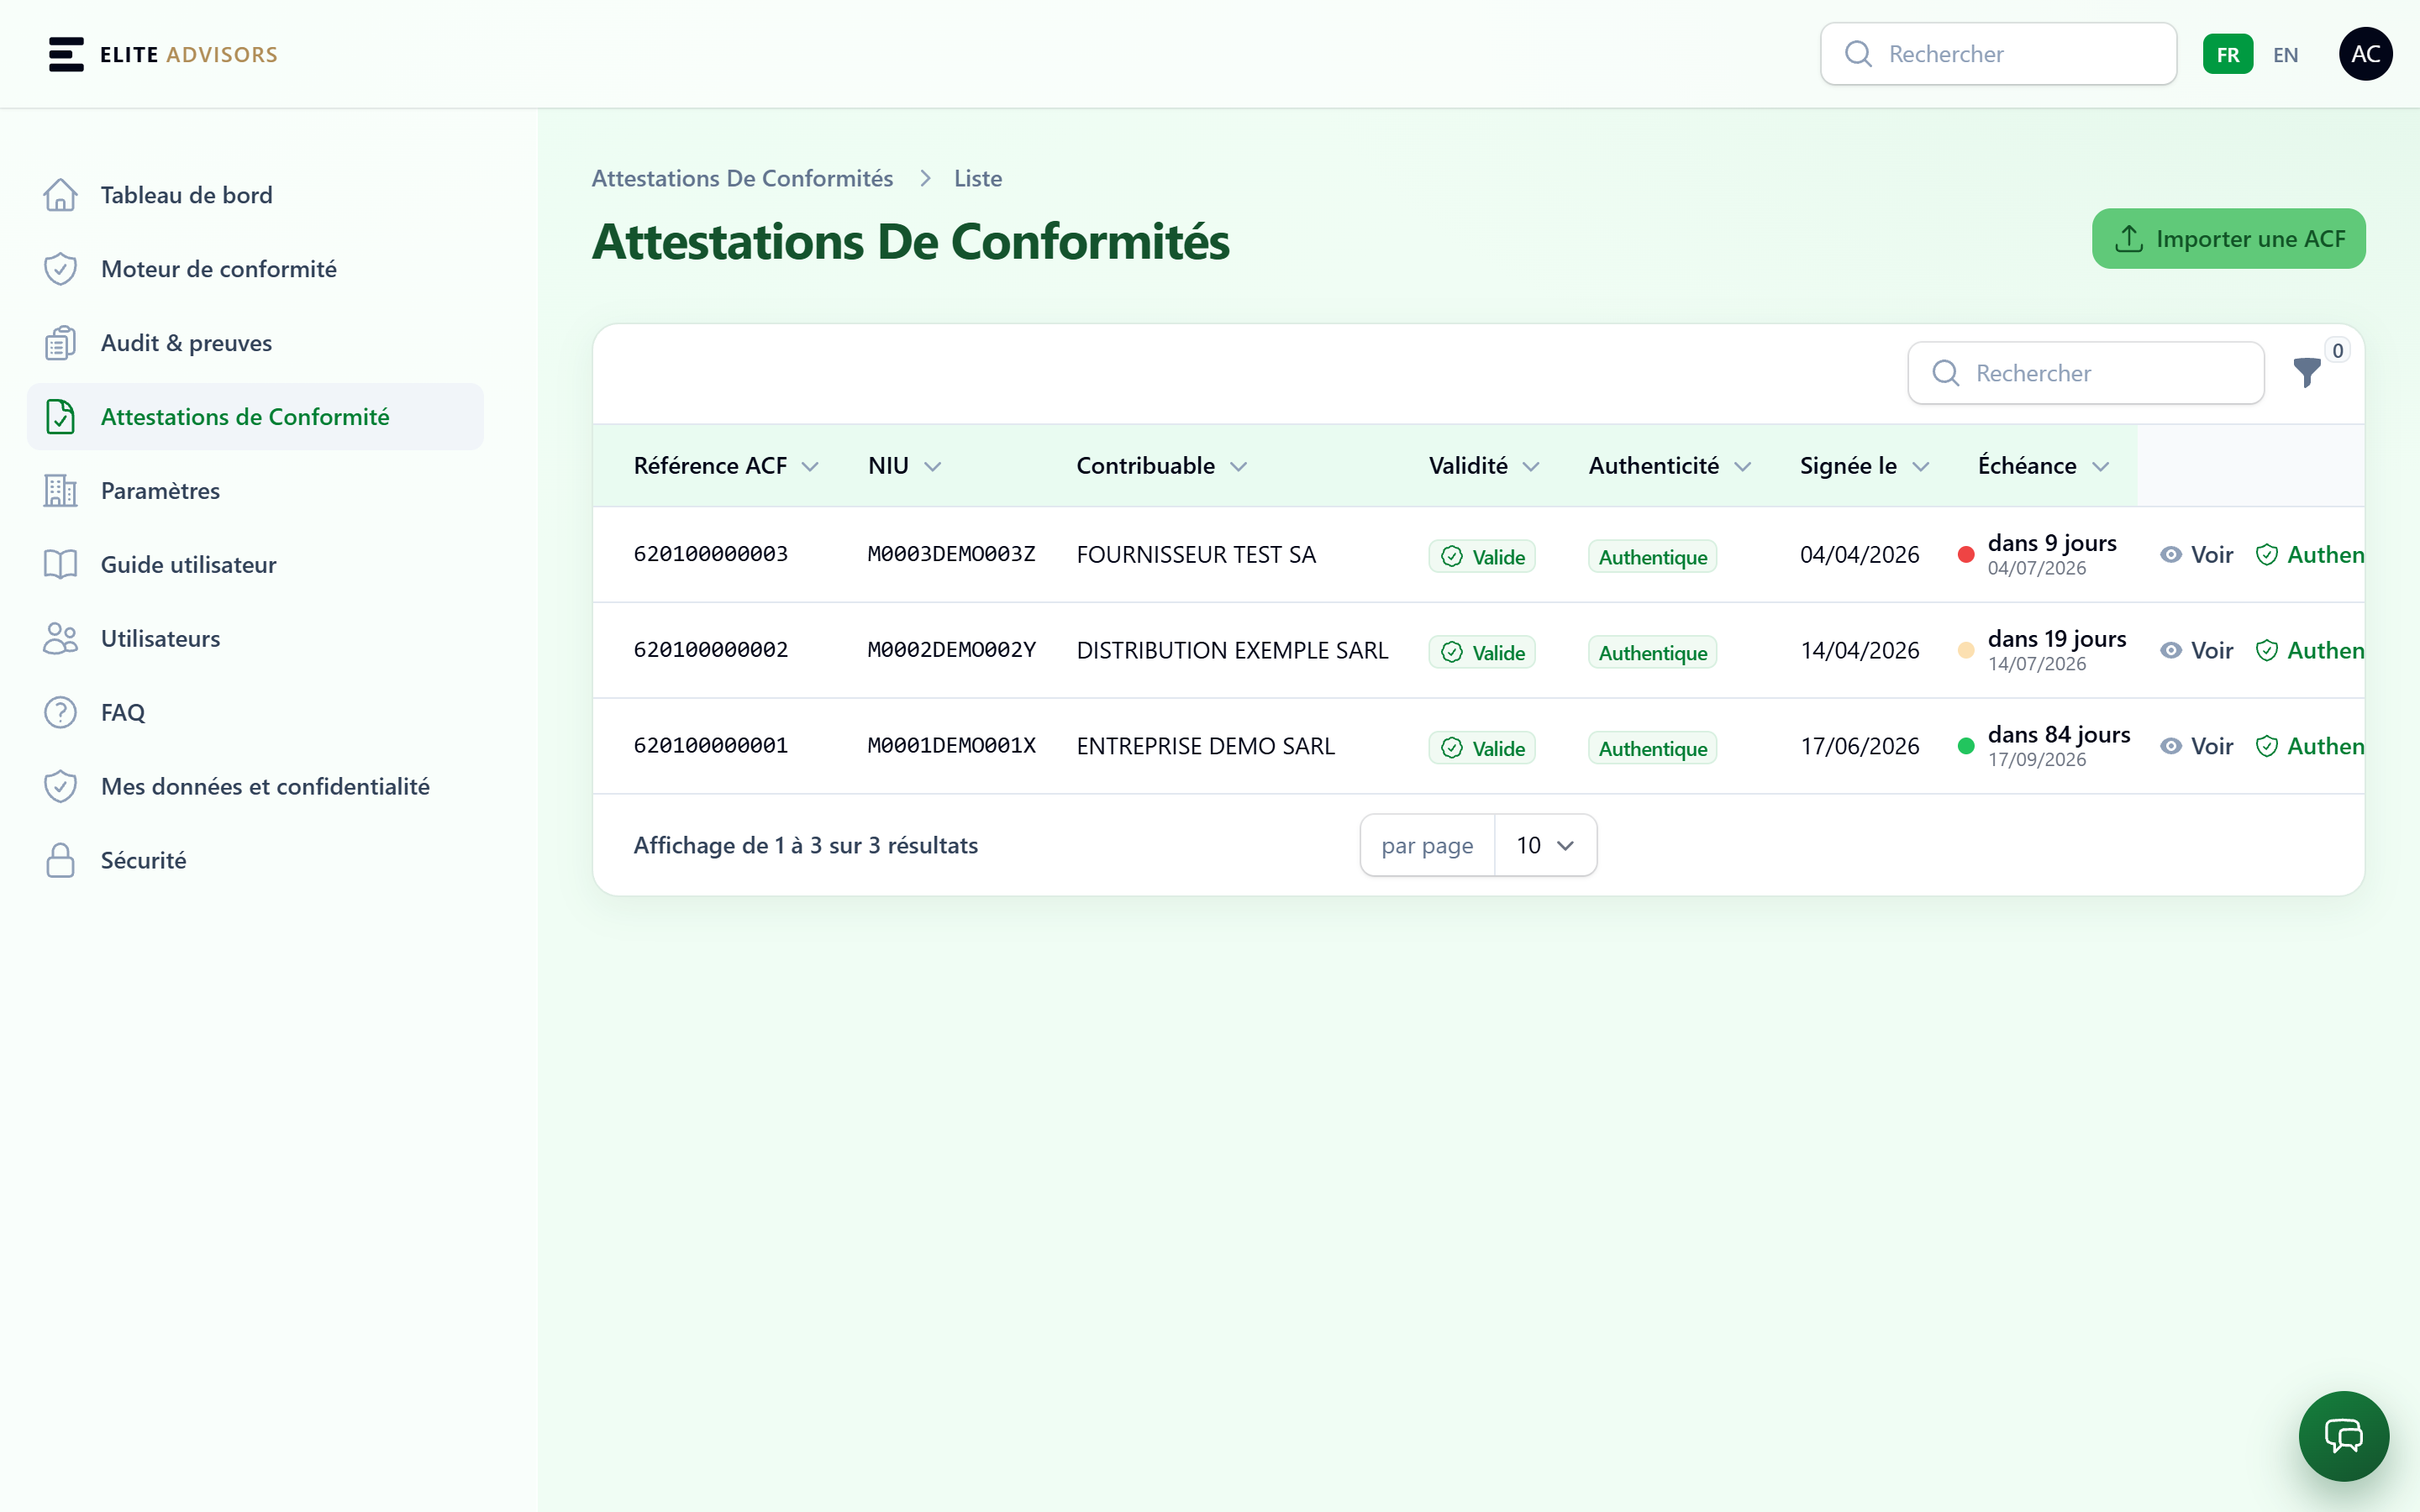 ELITE ADVISORS
Rechercher
FR
EN
AC
Tableau de bord
Moteur de conformité
Audit & preuves
Attestations de Conformité
Paramètres
Guide utilisateur
Utilisateurs
FAQ
Mes données et confidentialité
Sécurité
Attestations De Conformités
Liste
Attestations De Conformités
Importer une ACF
Rechercher
0
Référence ACF NIU Contribuable Validité Authenticité Signée le Échéance
620100000003 M0003DEMO003Z FOURNISSEUR TEST SA Valide Authentique 04/04/2026 dans 9 jours Voir Authen
04/07/2026
620100000002 M0002DEMO002Y DISTRIBUTION EXEMPLE SARL Valide Authentique 14/04/2026 dans 19 jours Voir Authen
14/07/2026
620100000001 M0001DEMO001X ENTREPRISE DEMO SARL Valide Authentique 17/06/2026 dans 84 jours Voir Authen
17/09/2026
Affichage de 1 à 3 sur 3 résultats
par page 10